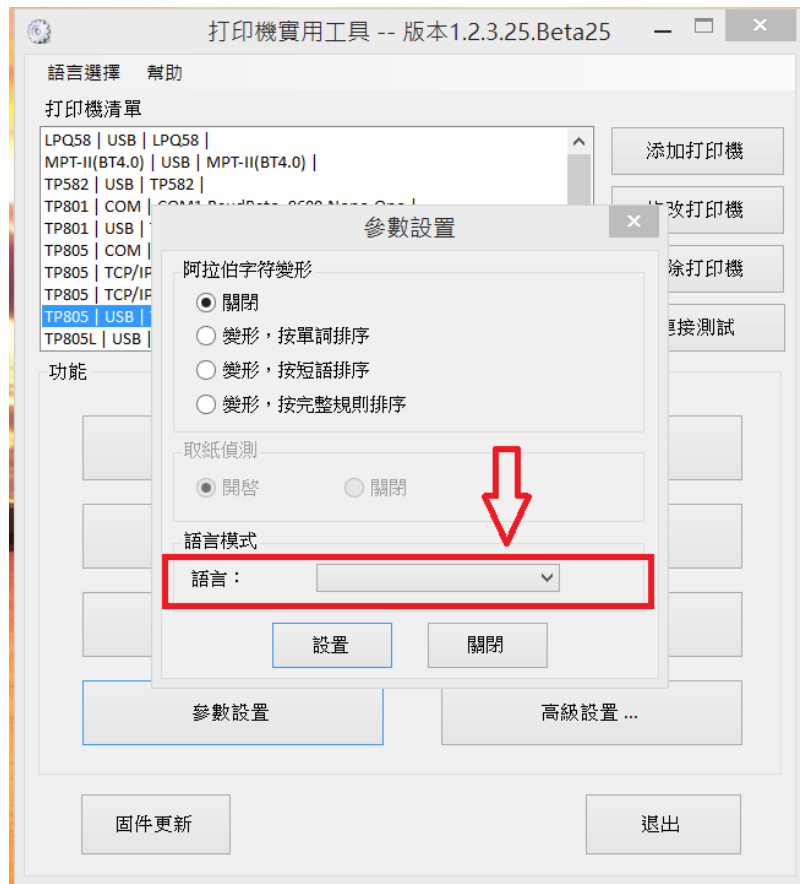 打印機實用工具 -- 版本1.2.3.25.Beta25
語言選擇 幫助
打印機清單
LPQ58 | USB | LPQ58 |
MPT-II(BT4.0) | USB | MPT-II(BT4.0) |
TP582 | USB | TP582 |
TP801 | COM |
TP801 | USB |
TP805 | COM |
TP805 | TCP/IP
TP805 | TCP/IP
TP805 | USB |
TP805L | USB |
添加打印機
改打印機
除打印機
接測試
參數設置
阿拉伯字符變形
關閉
變形，按單詞排序
變形，按短語排序
變形，按完整規則排序
取紙偵測
開啓 關閉
語言模式
語言：
設置 關閉
功能
參數設置 高級設置 ...
固件更新 退出